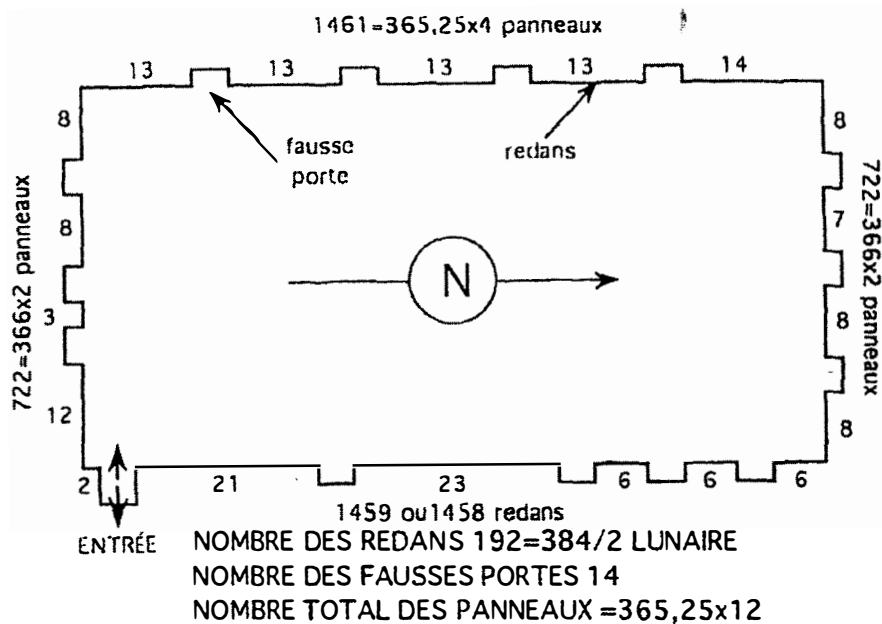 1461=365,25x4 panneaux
13 13 13 13 14
8 8
fausse
porte
redans
722=366x2 panneaux
722=366x2 panneaux
8 7
N
3 8
12 8
2 21 23 6 6 6
1459 ou1458 redans
ENTRÉE
NOMBRE DES REDANS 192=384/2 LUNAIRE
NOMBRE DES FAUSSES PORTES 14
NOMBRE TOTAL DES PANNEAUX =365,25x12